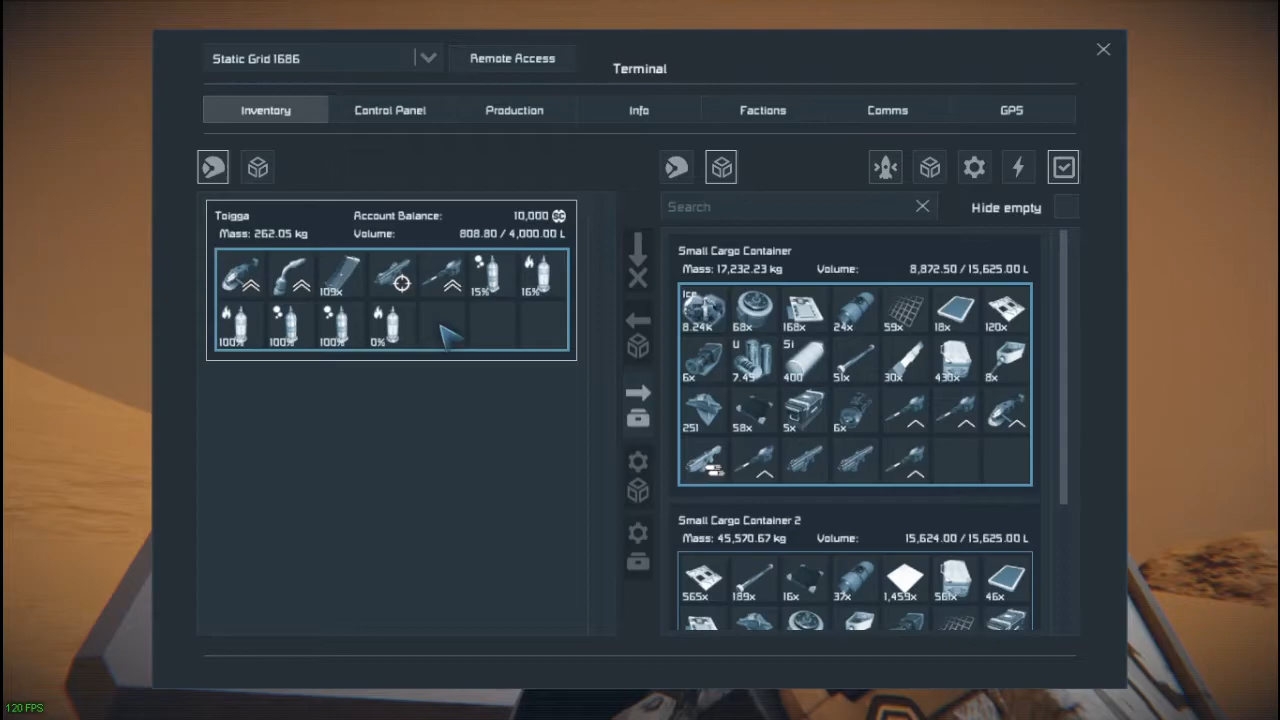 Static Grid 1686
Remote Access
Terminal
Inventory
Control Panel
Production
Info
Factions
Comms
GPS
Toigga
Account Balance:
10,000 SC
Mass: 262.05 kg
Volume:
808.80 / 4,000.00 L
109x
15%
16%
100%
100%
100%
0%
Search
Hide empty
Small Cargo Container
Mass: 17,232.23 kg
Volume:
8,872.50 / 15,625.00 L
Ice
8.24k
68x
168x
24x
59x
18x
120x
6x
U
7.49
Si
400
51x
30x
430x
8x
251
58x
5x
6x
Small Cargo Container 2
Mass: 45,570.67 kg
Volume:
15,624.00 / 15,625.00 L
565x
189x
16x
37x
1,459x
561x
46x
120 FPS